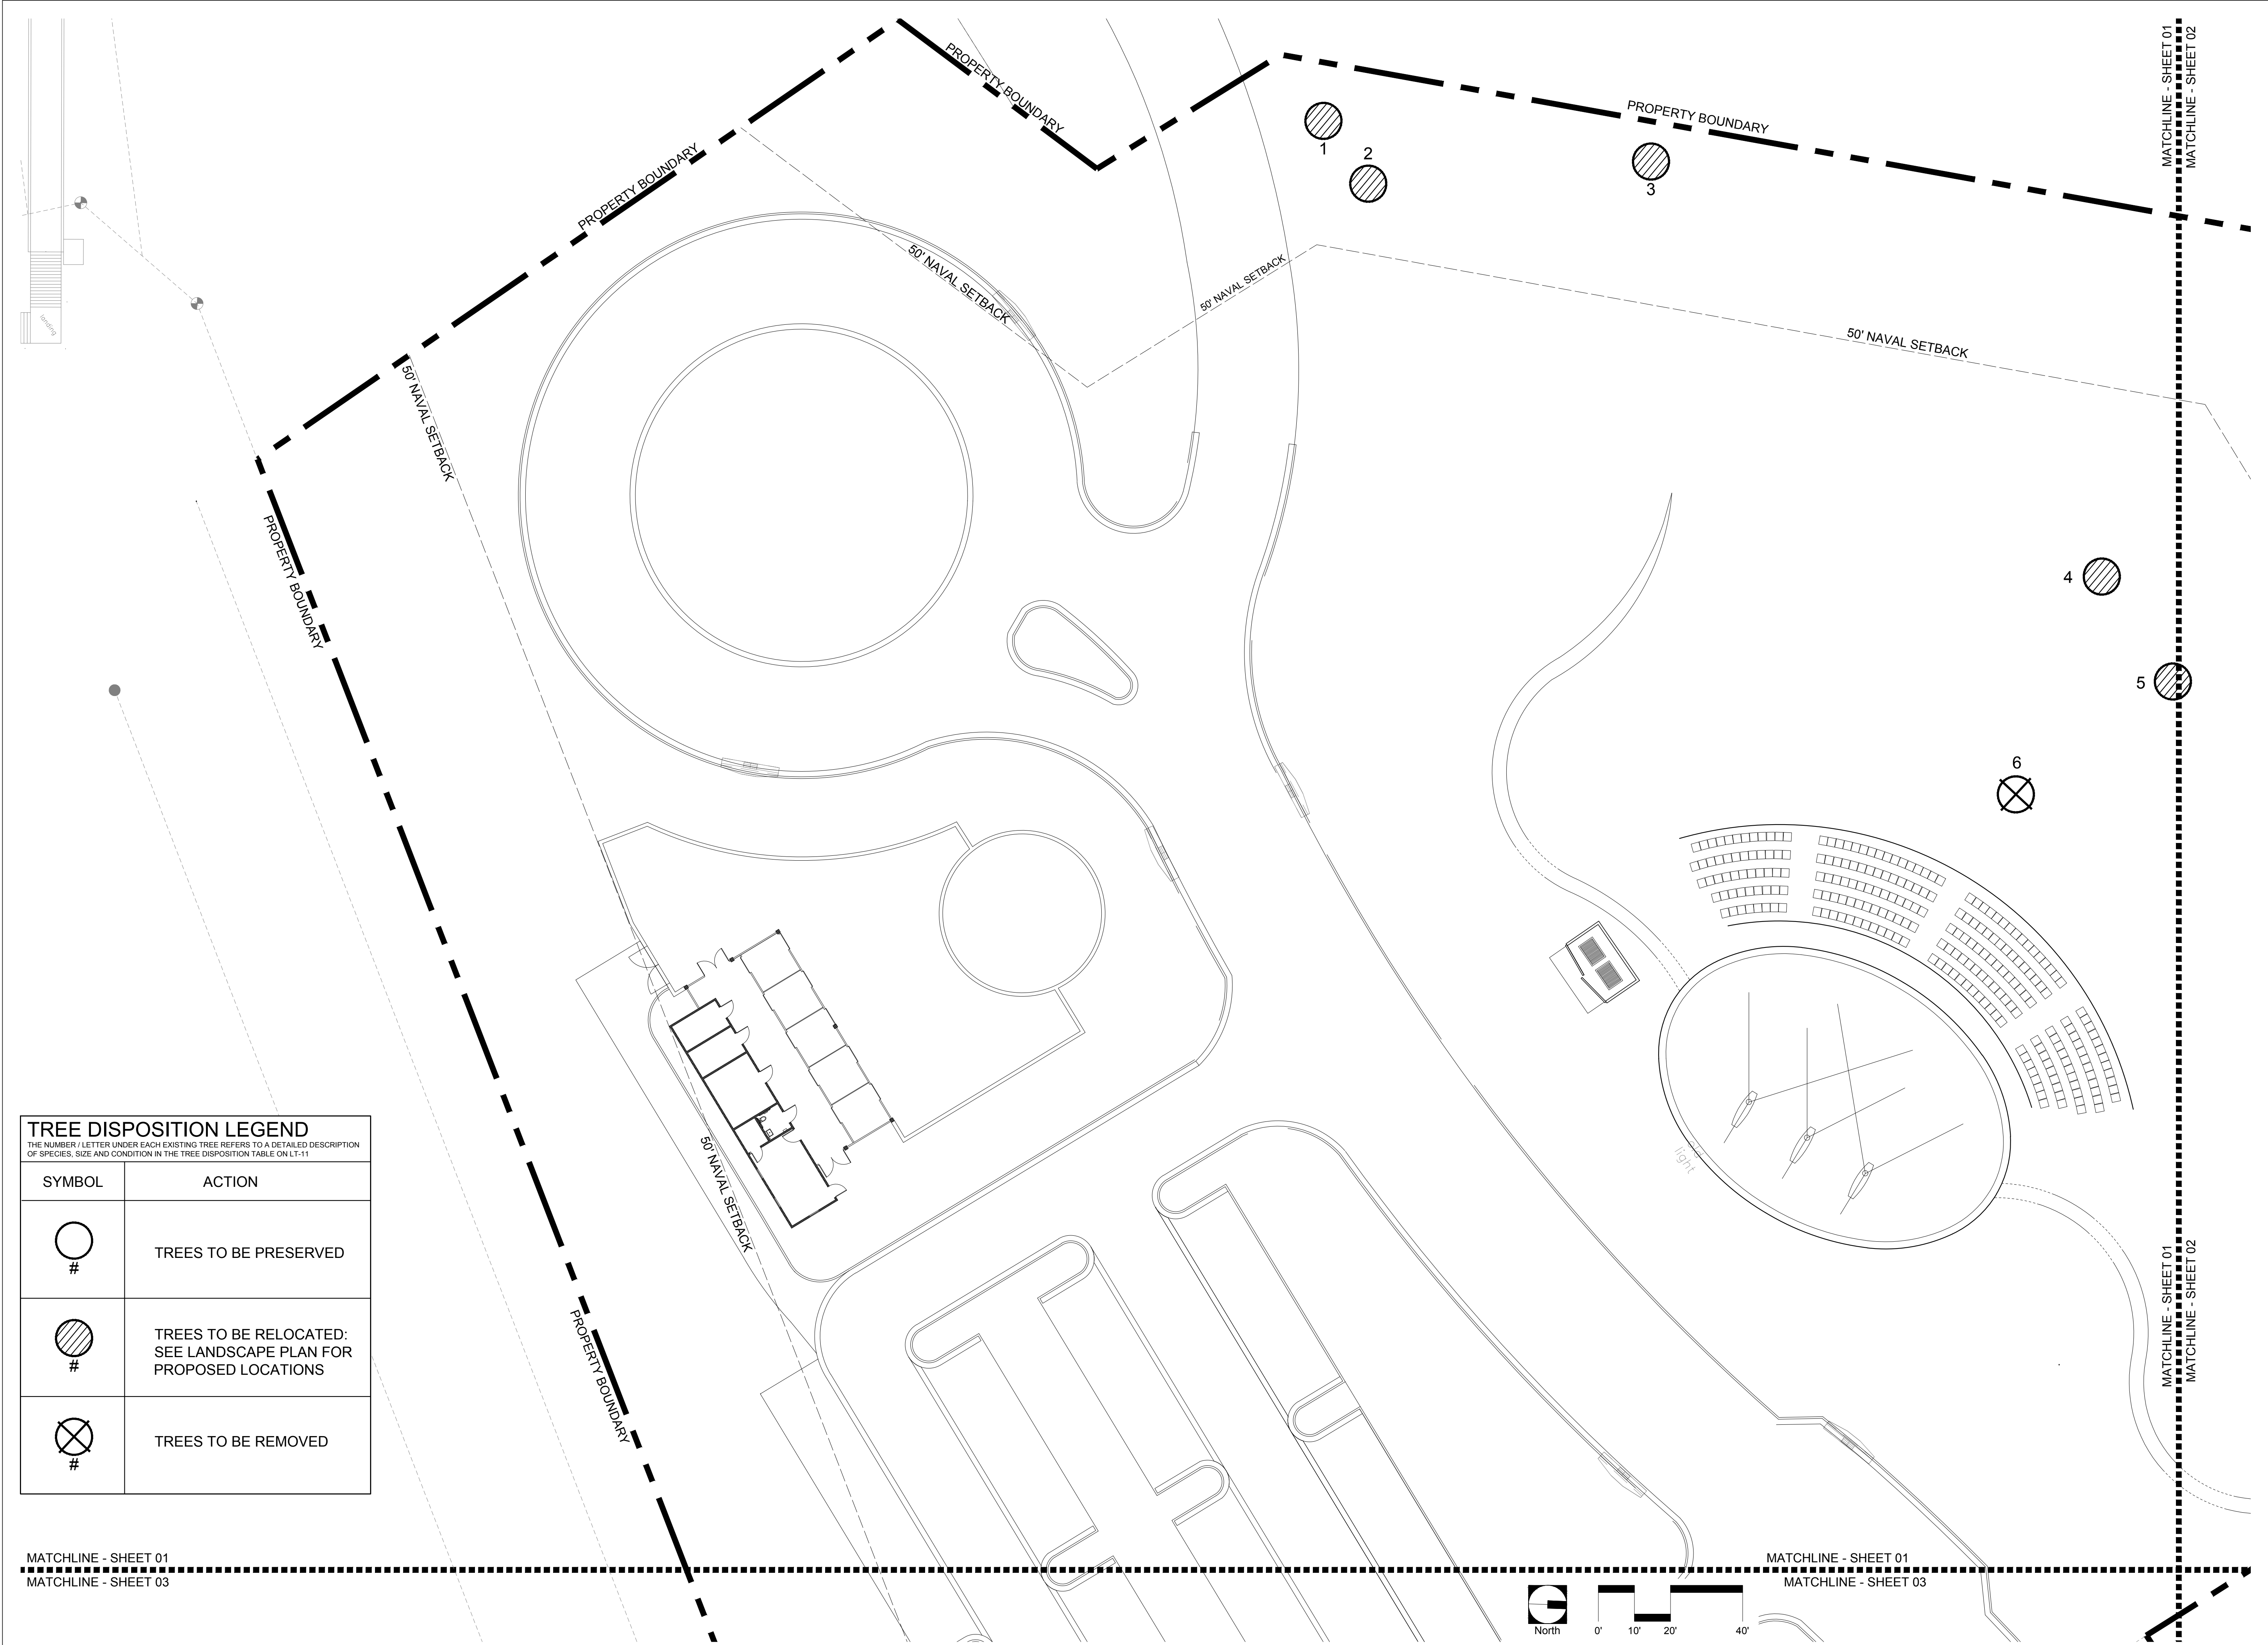 MATCHLINE - SHEET 01
MATCHLINE - SHEET 02
PROPERTY BOUNDARY
PROPERTY BOUNDARY
PROPERTY BOUNDARY
1
2
3
50' NAVAL SETBACK
50' NAVAL SETBACK
50' NAVAL SETBACK
landing
50' NAVAL SETBACK
PROPERTY BOUNDARY
4
5
6
TREE DISPOSITION LEGEND
THE NUMBER / LETTER UNDER EACH EXISTING TREE REFERS TO A DETAILED DESCRIPTION
OF SPECIES, SIZE AND CONDITION IN THE TREE DISPOSITION TABLE ON LT-11
SYMBOL ACTION
#
TREES TO BE PRESERVED
#
TREES TO BE RELOCATED:
SEE LANDSCAPE PLAN FOR
PROPOSED LOCATIONS
#
TREES TO BE REMOVED
50' NAVAL SETBACK
light
PROPERTY BOUNDARY
MATCHLINE - SHEET 01
MATCHLINE - SHEET 02
MATCHLINE - SHEET 01
MATCHLINE - SHEET 03
MATCHLINE - SHEET 01
MATCHLINE - SHEET 03
North
0' 10' 20' 40'